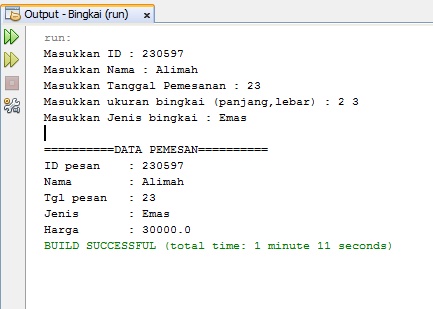 Output - Bingkai (run)
run:
Masukkan ID : 230597
Masukkan Nama : Alimah
Masukkan Tanggal Pemesanan : 23
Masukkan ukuran bingkai (panjang,lebar) : 2 3
Masukkan Jenis bingkai : Emas
==========DATA PEMESAN==========
ID pesan : 230597
Nama : Alimah
Tgl pesan : 23
Jenis : Emas
Harga : 30000.0
BUILD SUCCESSFUL (total time: 1 minute 11 seconds)